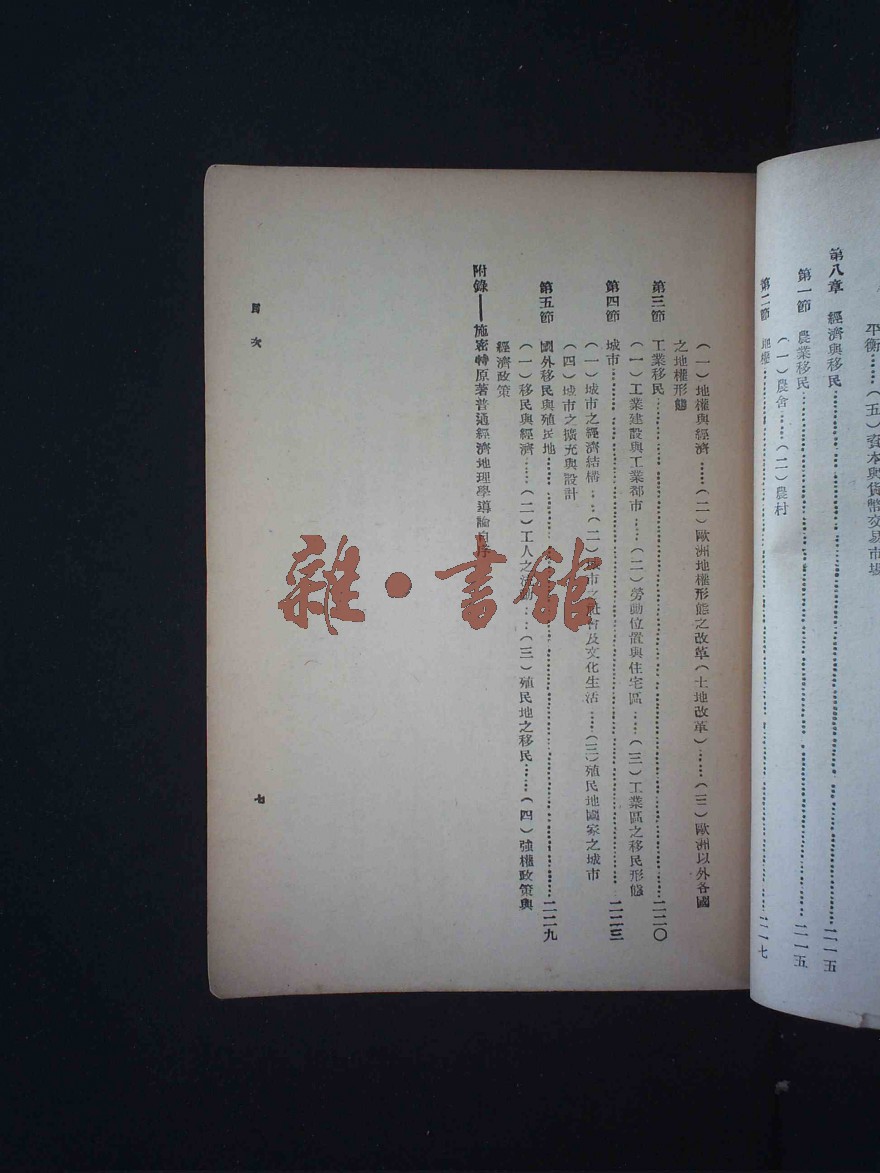 平衡……(五)資本與貨幣交易市場
第八章 經濟與移民……二一五
第一節 農業移民……二一五
(一)農舍……(二)農村
第二節 地權……二一七
(一)地權與經濟……(二)歐洲地權形態之改革(土地改革)……(三)歐洲以外各國
之地權形態
第三節 工業移民……二二〇
(一)工業建設與工業都市……(二)勞動位置與住宅區……(三)工業區之移民形態
第四節 城市……二二三
(一)城市之經濟結構……(二)城市之社會及文化生活……(三)殖民地國家之城市
(四)城市之擴充與設計
第五節 國外移民與殖民地……二二九
(一)移民與經濟……(二)工人之活動……(三)殖民地之移民……(四)強權政策與
經濟政策
附錄——施密特原著普通經濟地理學導論自序
目次
七
雜·書館